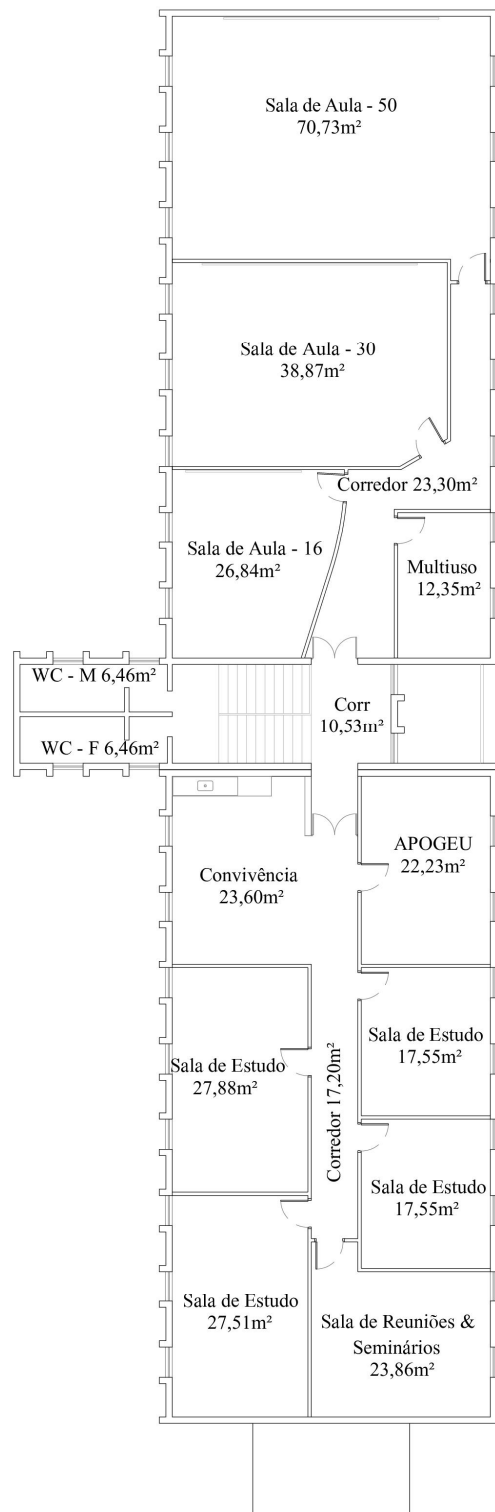 Sala de Aula - 50
70,73m²
Sala de Aula - 30
38,87m²
Corredor 23,30m²
Sala de Aula - 16
26,84m²
Multiuso
12,35m²
WC - M 6,46m²
Corr
10,53m²
WC - F 6,46m²
APOGEU
22,23m²
Convivência
23,60m²
Sala de Estudo
17,55m²
Sala de Estudo
27,88m²
Corredor 17,20m²
Sala de Estudo
17,55m²
Sala de Estudo
27,51m²
Sala de Reuniões &
Seminários
23,86m²